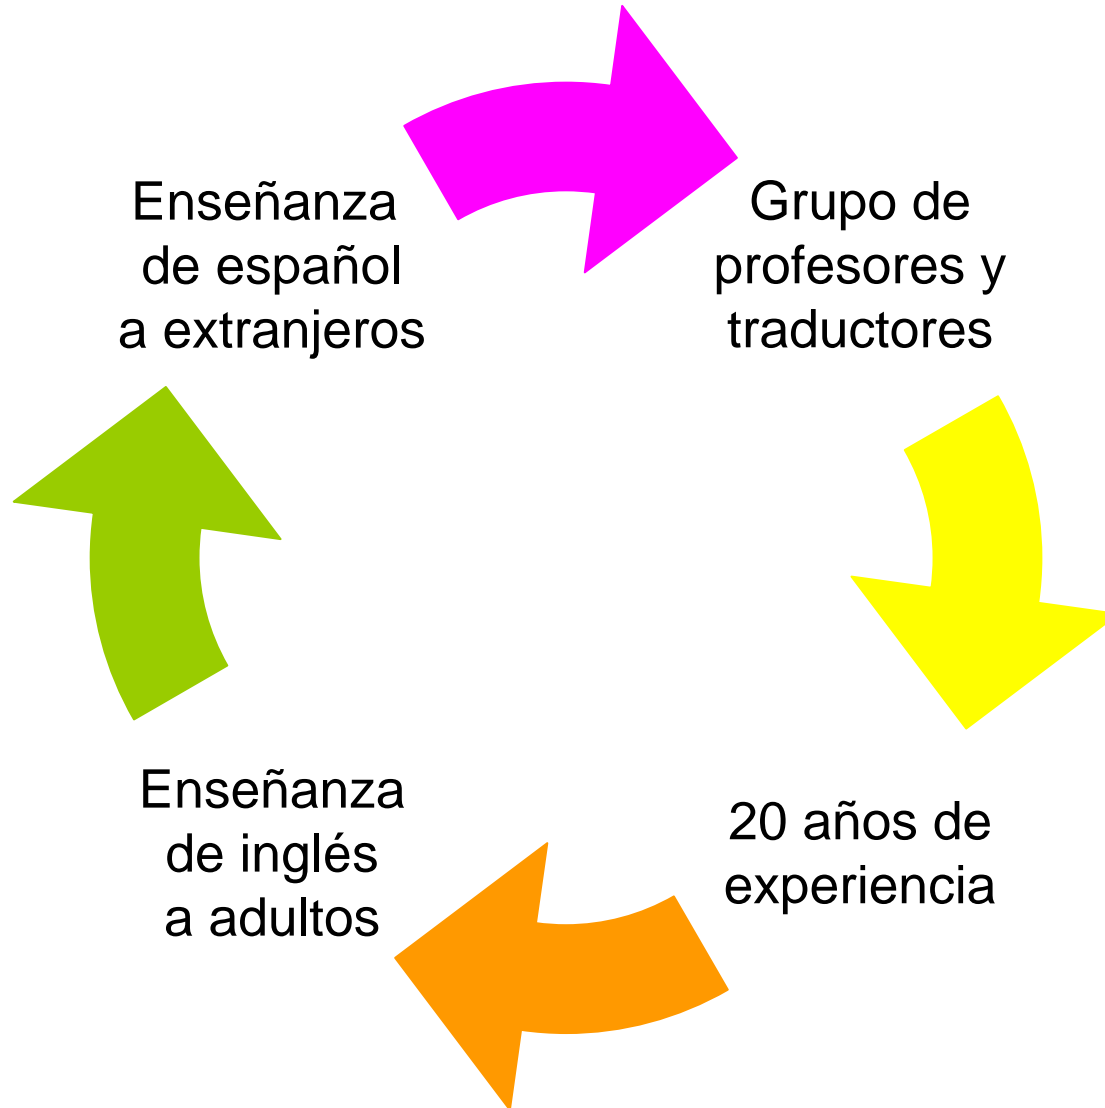 Enseñanza
de español
a extranjeros
Grupo de
profesores y
traductores
Enseñanza
de inglés
a adultos
20 años de
experiencia